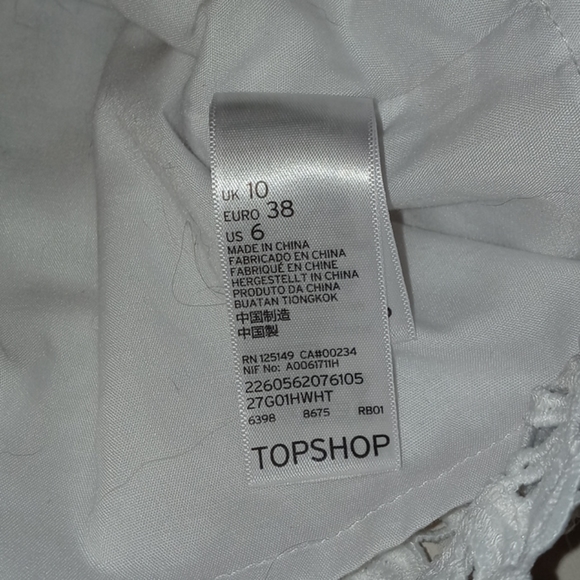 UK 10
EURO 38
US 6
MADE IN CHINA
FABRICADO EN CHINA
FABRIQUÉ EN CHINE
HERGESTELLT IN CHINA
PRODUTO DA CHINA
BUATAN TIONGKOK
中国制造
中國製
RN 125149 CA#00234
NIF No: A0061711H
2260562076105
27G01HWHT
6398 8675 RB01
TOPSHOP